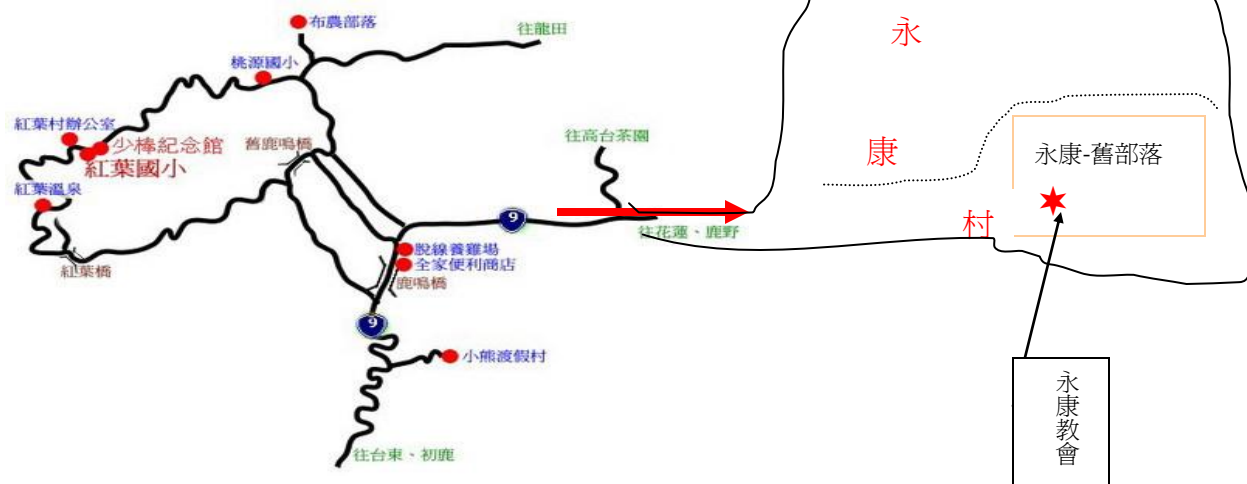 布農部落
往龍田
桃源國小
紅葉村辦公室
少棒紀念館
紅葉國小
舊鹿鳴橋
往高台茶園
紅葉溫泉
9
往花蓮、鹿野
紅葉橋
脫線養雞場
全家便利商店
鹿鳴橋
9
小熊渡假村
往台東、初鹿
永
康
村
永康-舊部落
永康教會